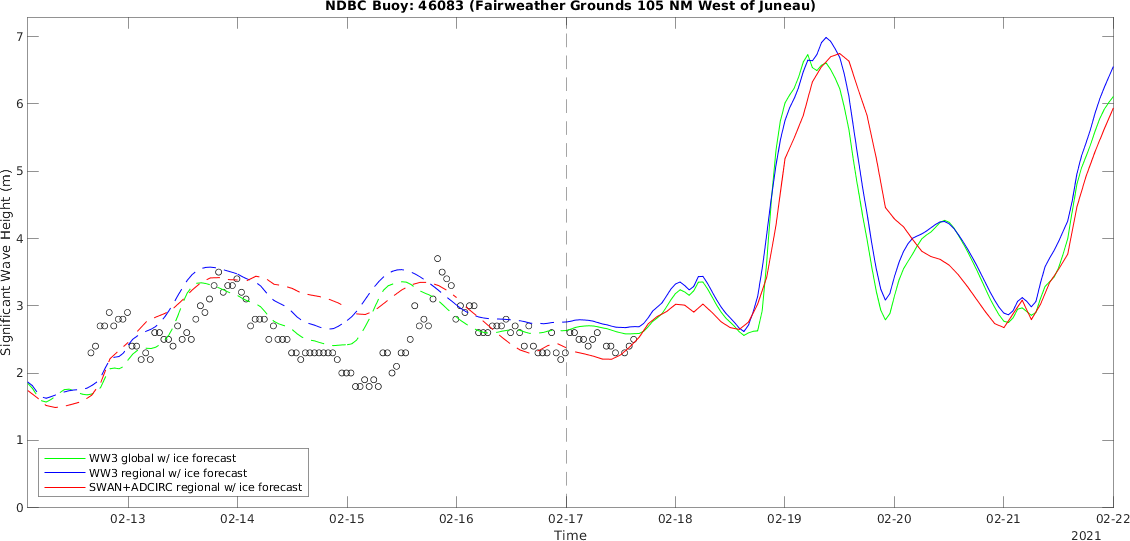 NDBC Buoy: 46083 (Fairweather Grounds 105 NM West of Juneau)
7
6
5
4
3
2
1
0
Significant Wave Height (m)
WW3 global w/ ice forecast
WW3 regional w/ ice forecast
SWAN+ADCIRC regional w/ ice forecast
02-13 02-14 02-15 02-16 02-17 02-18 02-19 02-20 02-21 02-22
Time
2021